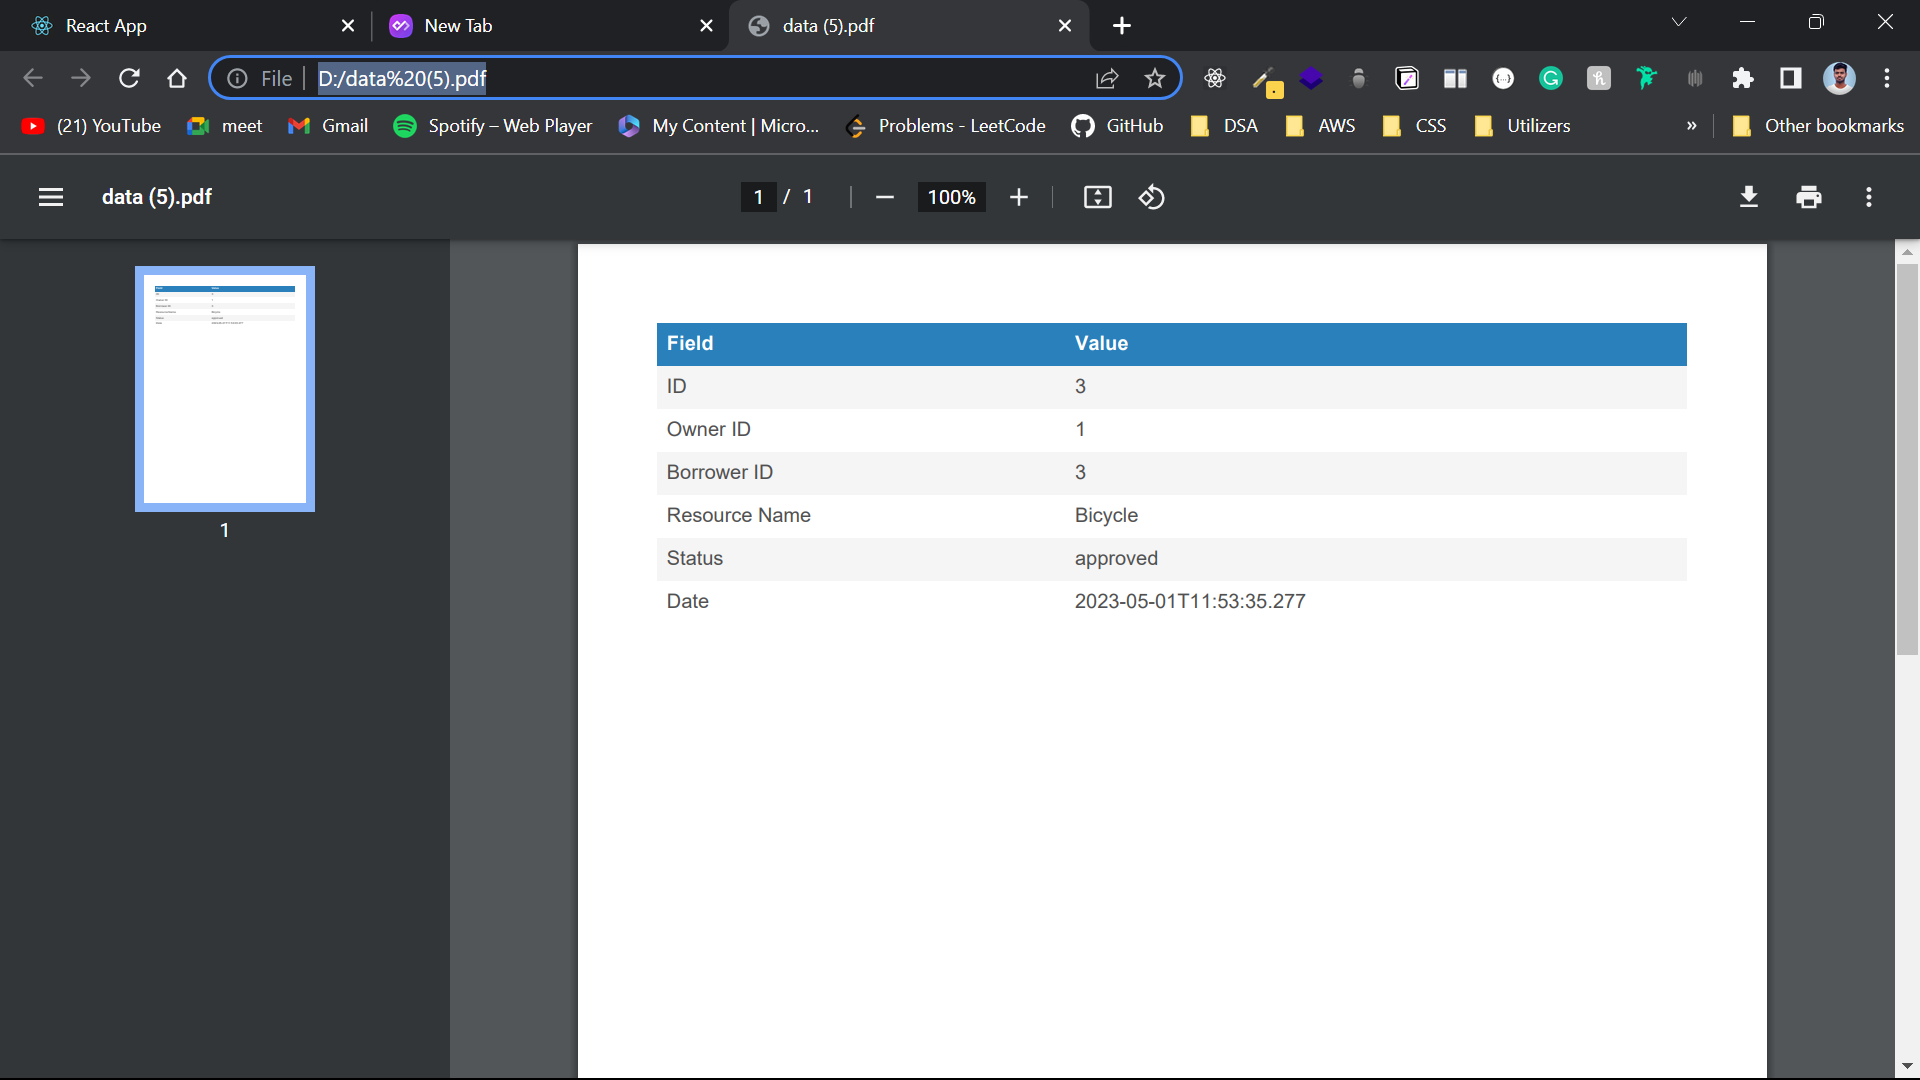 React App
New Tab
data (5).pdf
File
D:/data%20(5).pdf
(21) YouTube
meet
Gmail
Spotify – Web Player
My Content | Micro...
Problems - LeetCode
GitHub
DSA
AWS
CSS
Utilizers
»
Other bookmarks
data (5).pdf
1 / 1
100%
1
Field Value
ID 3
Owner ID 1
Borrower ID 3
Resource Name Bicycle
Status approved
Date 2023-05-01T11:53:35.277